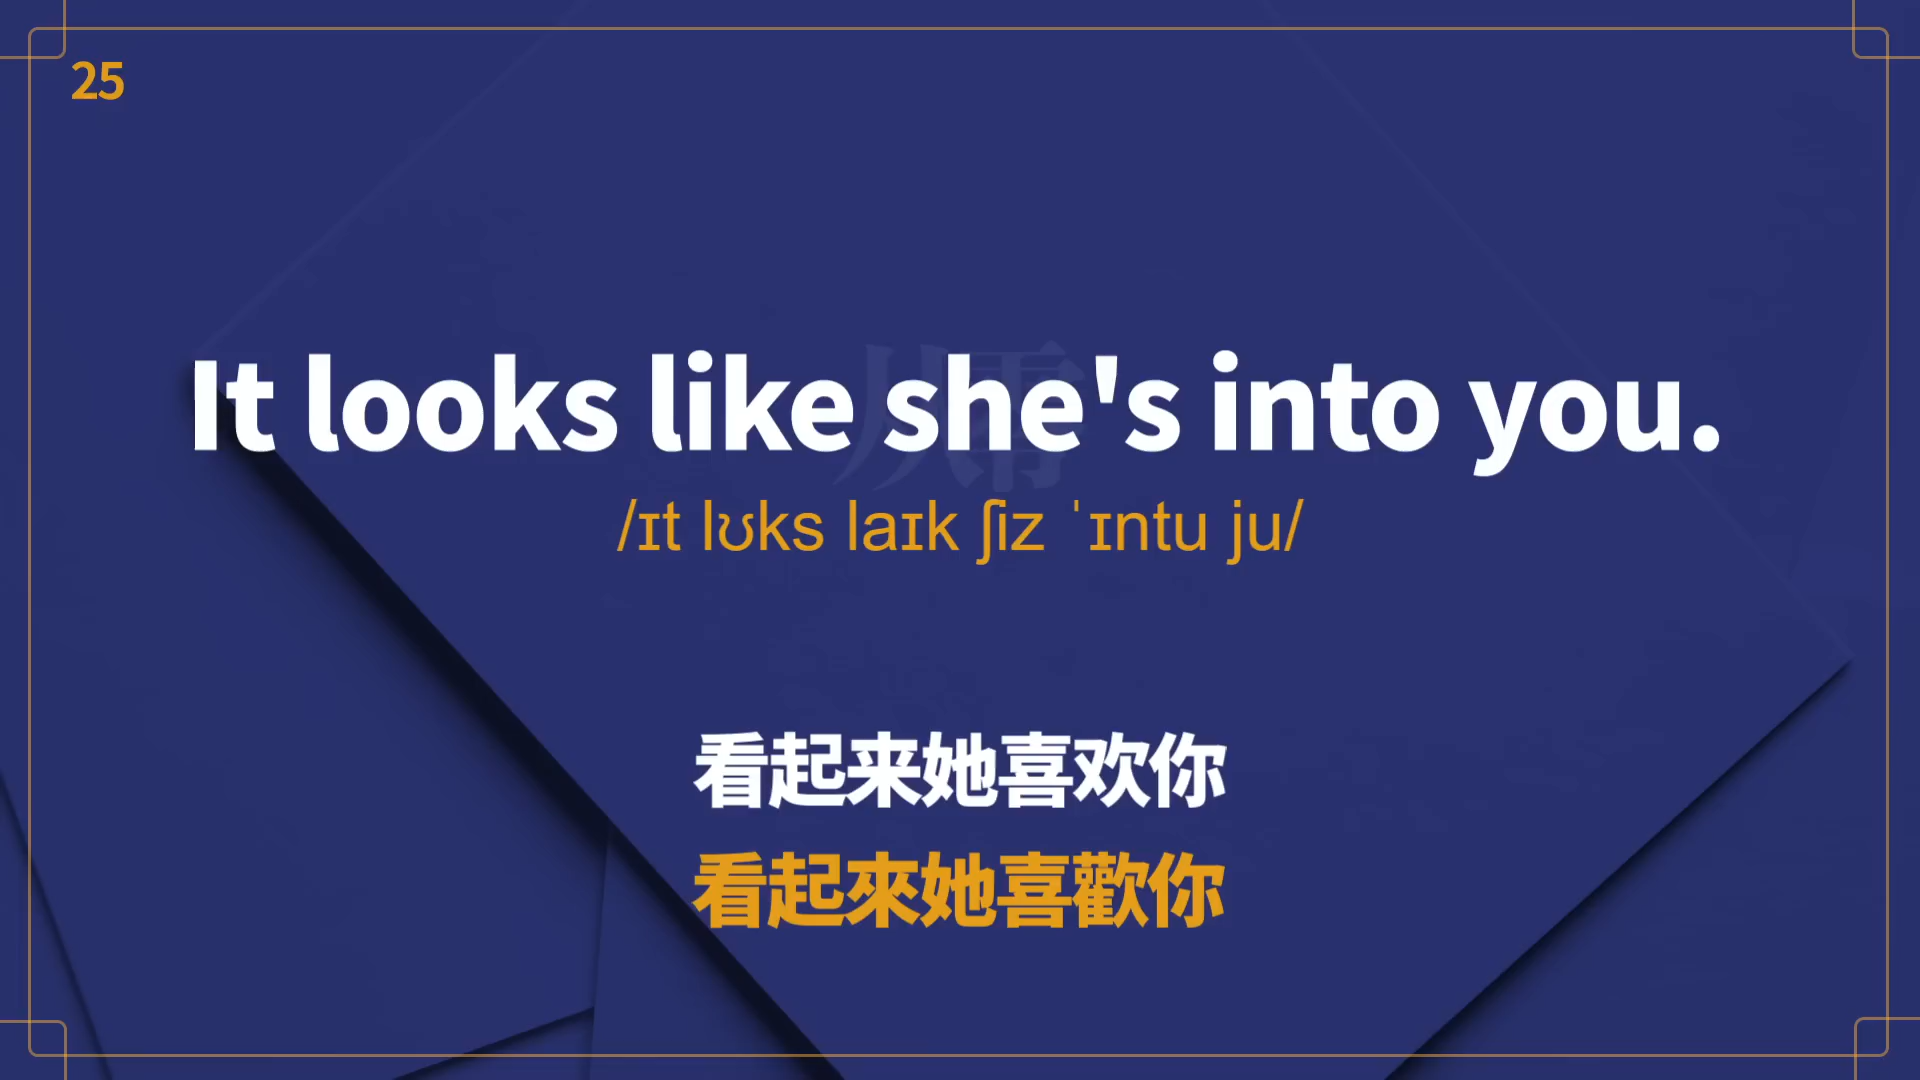 25
It looks like she's into you.
/ɪt lʊks laɪk ʃiz ˈɪntu ju/
看起来她喜欢你
看起來她喜歡你